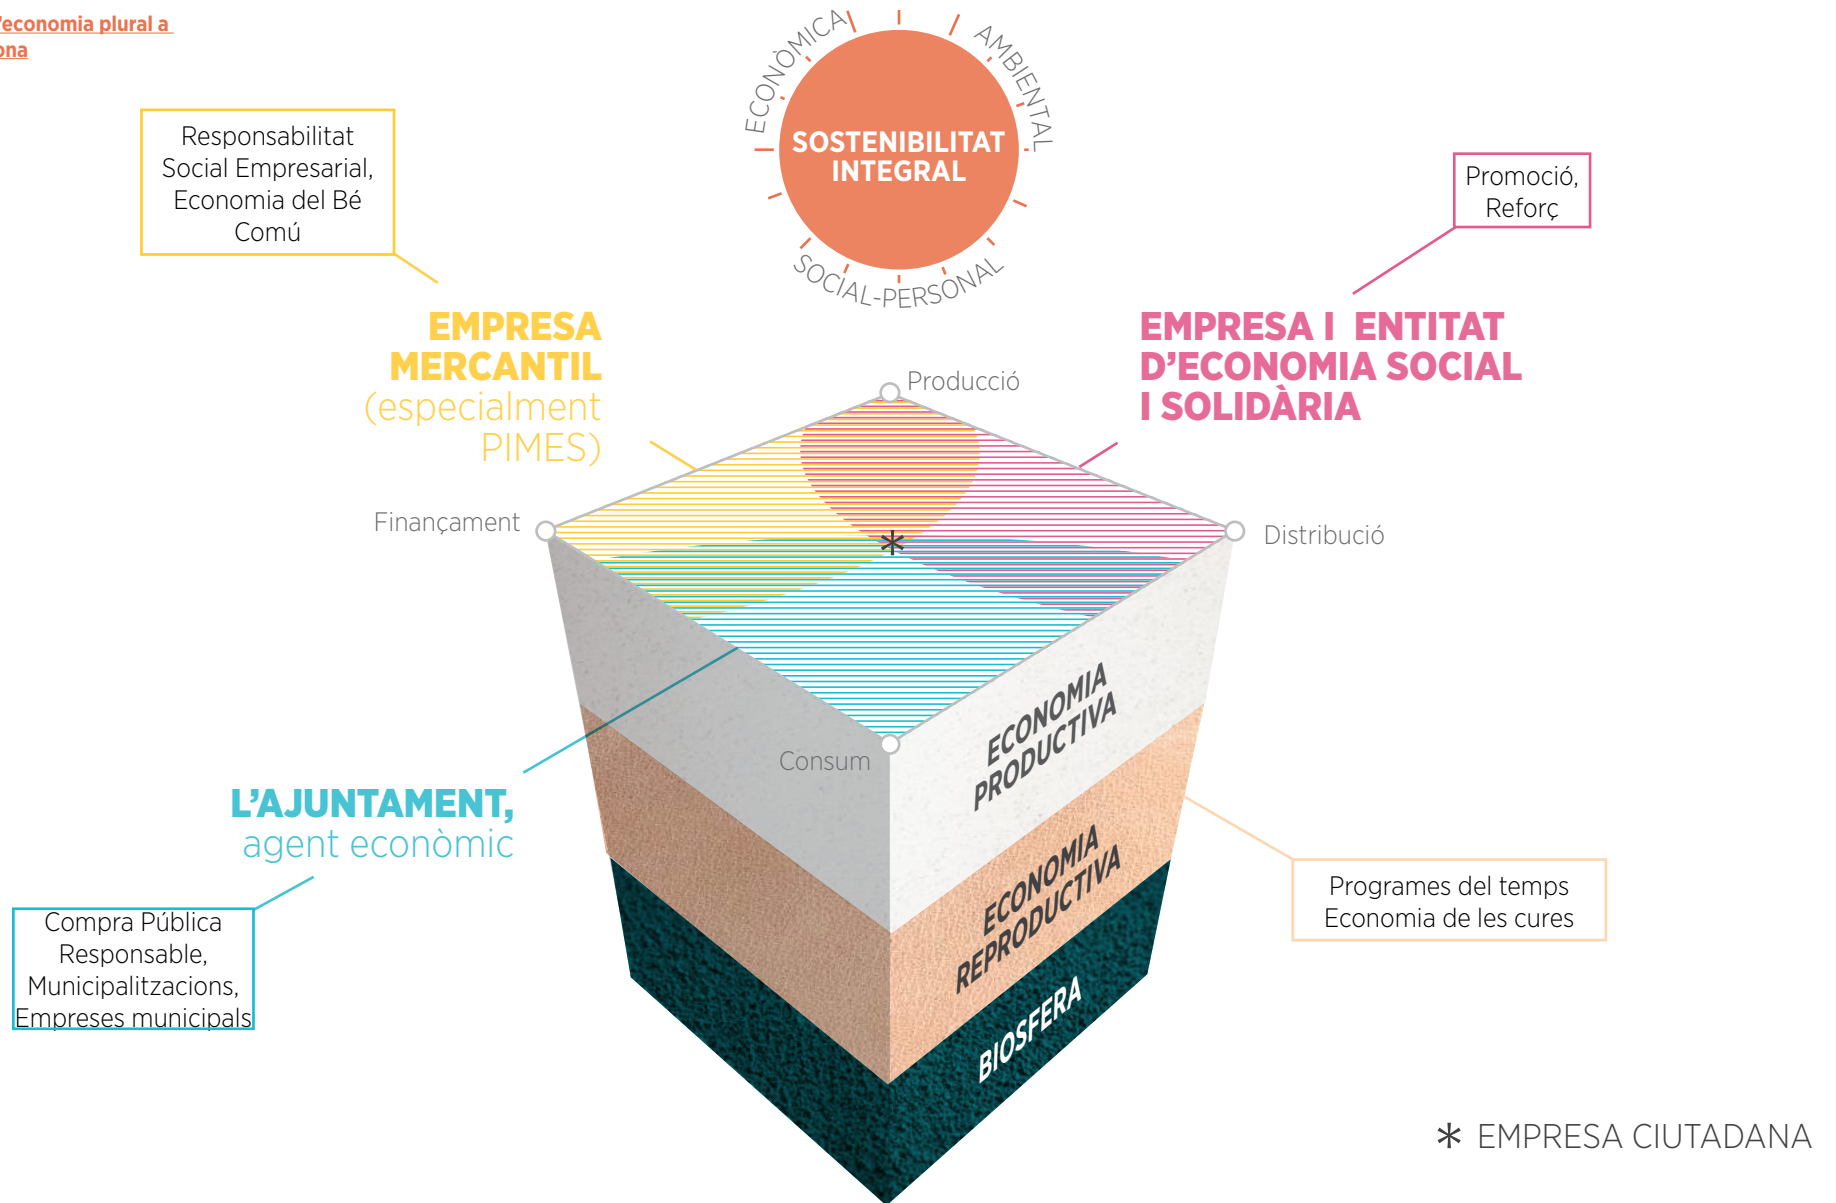 'economia plural a
ona
ECONÒMICA
AMBIENTAL
SOSTENIBILITAT
INTEGRAL
SOCIAL-PERSONAL
Responsabilitat
Social Empresarial,
Economia del Bé
Comú
Promoció,
Reforç
EMPRESA
MERCANTIL
(especialment
PIMES)
EMPRESA I ENTITAT
D'ECONOMIA SOCIAL
I SOLIDÀRIA
Producció
Finançament
*
Distribució
Consum
ECONOMIA
PRODUCTIVA
L'AJUNTAMENT,
agent econòmic
ECONOMIA
REPRODUCTIVA
Programes del temps
Economia de les cures
Compra Pública
Responsable,
Municipalitzacions,
Empreses municipals
BIOSFERA
* EMPRESA CIUTADANA